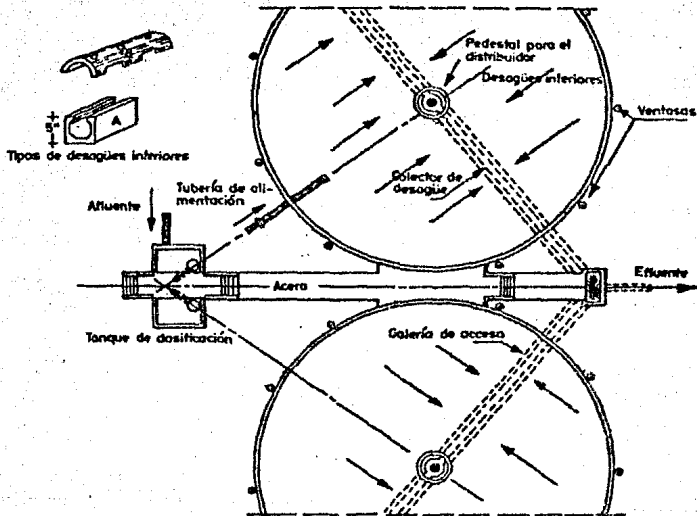 Pedestal para el
distribuidor
Desagües inferiores
Ventosas
5"
A
Tipos de desagües inferiores
Colector de
desagüe
Tubería de ali-
mentación
Afluente
Acera
Efluente
Tanque de dosificación
Galería de acceso